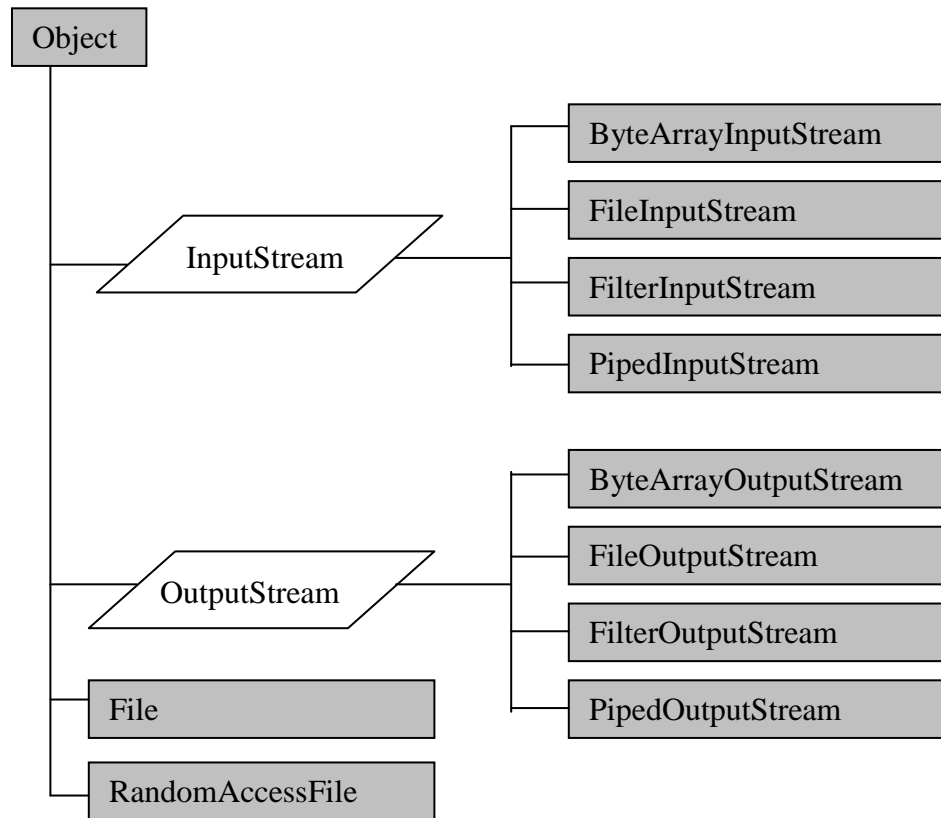 Object
ByteArrayInputStream
FileInputStream
InputStream
FilterInputStream
PipedInputStream
ByteArrayOutputStream
FileOutputStream
OutputStream
FilterOutputStream
PipedOutputStream
File
RandomAccessFile